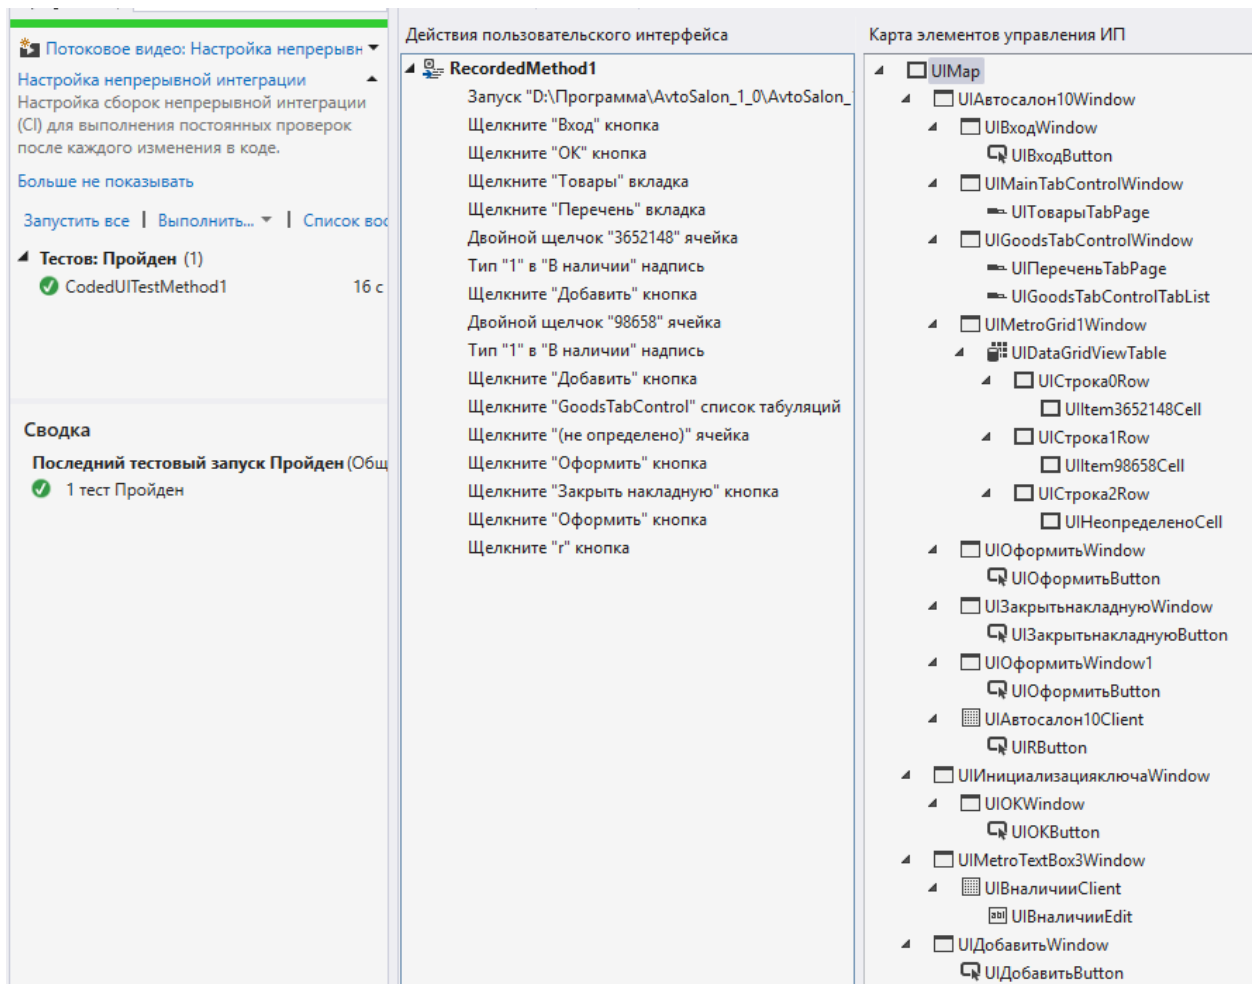 Потоковое видео: Настройка непрерывн
Настройка непрерывной интеграции
Настройка сборок непрерывной интеграции
(CI) для выполнения постоянных проверок
после каждого изменения в коде.
Больше не показывать
Запустить все | Выполнить... | Список вос
Тестов: Пройден (1)
CodedUITestMethod1 16 с
Сводка
Последний тестовый запуск Пройден (Общ
1 тест Пройден
Действия пользовательского интерфейса
RecordedMethod1
Запуск "D:\Программа\AvtoSalon_1_0\AvtoSalon_
Щелкните "Вход" кнопка
Щелкните "ОК" кнопка
Щелкните "Товары" вкладка
Щелкните "Перечень" вкладка
Двойной щелчок "3652148" ячейка
Тип "1" в "В наличии" надпись
Щелкните "Добавить" кнопка
Двойной щелчок "98658" ячейка
Тип "1" в "В наличии" надпись
Щелкните "Добавить" кнопка
Щелкните "GoodsTabControl" список табуляций
Щелкните "(не определено)" ячейка
Щелкните "Оформить" кнопка
Щелкните "Закрыть накладную" кнопка
Щелкните "Оформить" кнопка
Щелкните "r" кнопка
Карта элементов управления ИП
UIMap
UIАвтосалон10Window
UIВходWindow
UIВходButton
UIMainTabControlWindow
UIТоварыTabPage
UIGoodsTabControlWindow
UIПереченьTabPage
UIGoodsTabControlTabList
UIMetroGrid1Window
UIDataGridViewTable
UIСтрока0Row
UIItem3652148Cell
UIСтрока1Row
UIItem98658Cell
UIСтрока2Row
UIНеопределеноCell
UIОформитьWindow
UIОформитьButton
UIЗакрытьнакладнуюWindow
UIЗакрытьнакладнуюButton
UIОформитьWindow1
UIОформитьButton
UIАвтосалон10Client
UIRButton
UIИнициализацияключаWindow
UIOKWindow
UIOKButton
UIMetroTextBox3Window
UIВналичииClient
UIВналичииEdit
UIДобавитьWindow
UIДобавитьButton